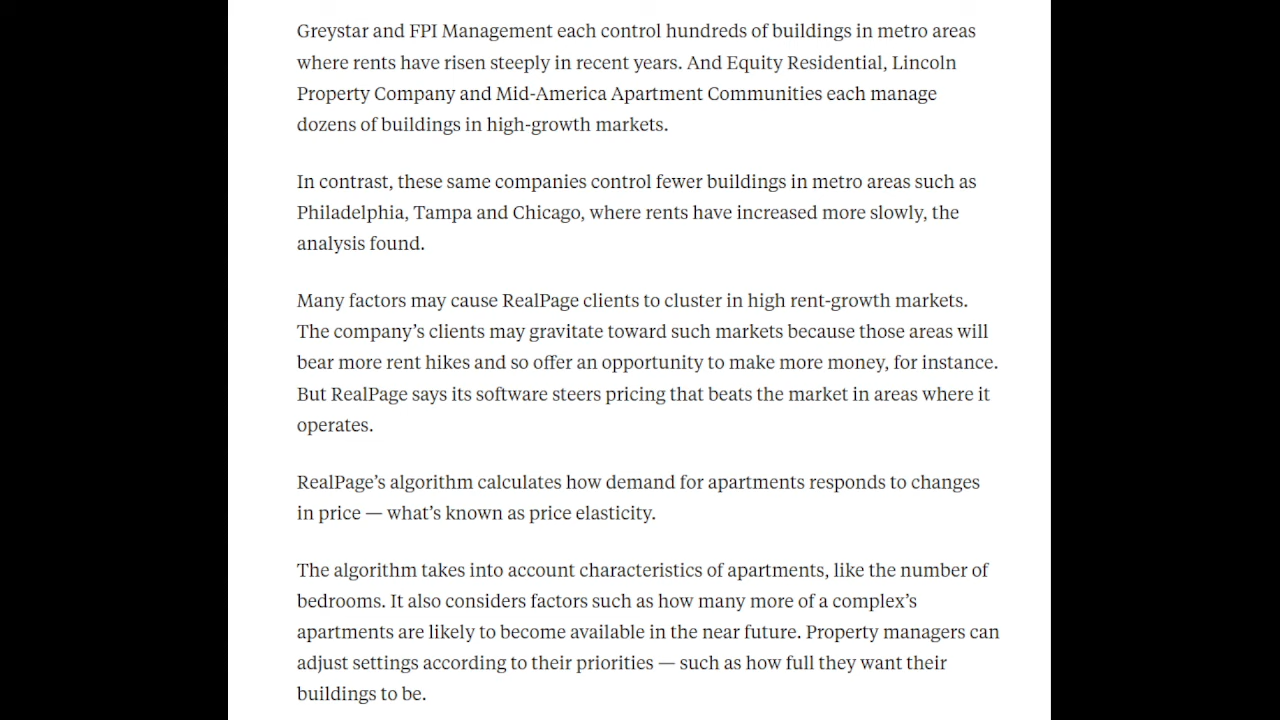 Greystar and FPI Management each control hundreds of buildings in metro areas
where rents have risen steeply in recent years. And Equity Residential, Lincoln
Property Company and Mid-America Apartment Communities each manage
dozens of buildings in high-growth markets.
In contrast, these same companies control fewer buildings in metro areas such as
Philadelphia, Tampa and Chicago, where rents have increased more slowly, the
analysis found.
Many factors may cause RealPage clients to cluster in high rent-growth markets.
The company’s clients may gravitate toward such markets because those areas will
bear more rent hikes and so offer an opportunity to make more money, for instance.
But RealPage says its software steers pricing that beats the market in areas where it
operates.
RealPage’s algorithm calculates how demand for apartments responds to changes
in price — what’s known as price elasticity.
The algorithm takes into account characteristics of apartments, like the number of
bedrooms. It also considers factors such as how many more of a complex’s
apartments are likely to become available in the near future. Property managers can
adjust settings according to their priorities — such as how full they want their
buildings to be.